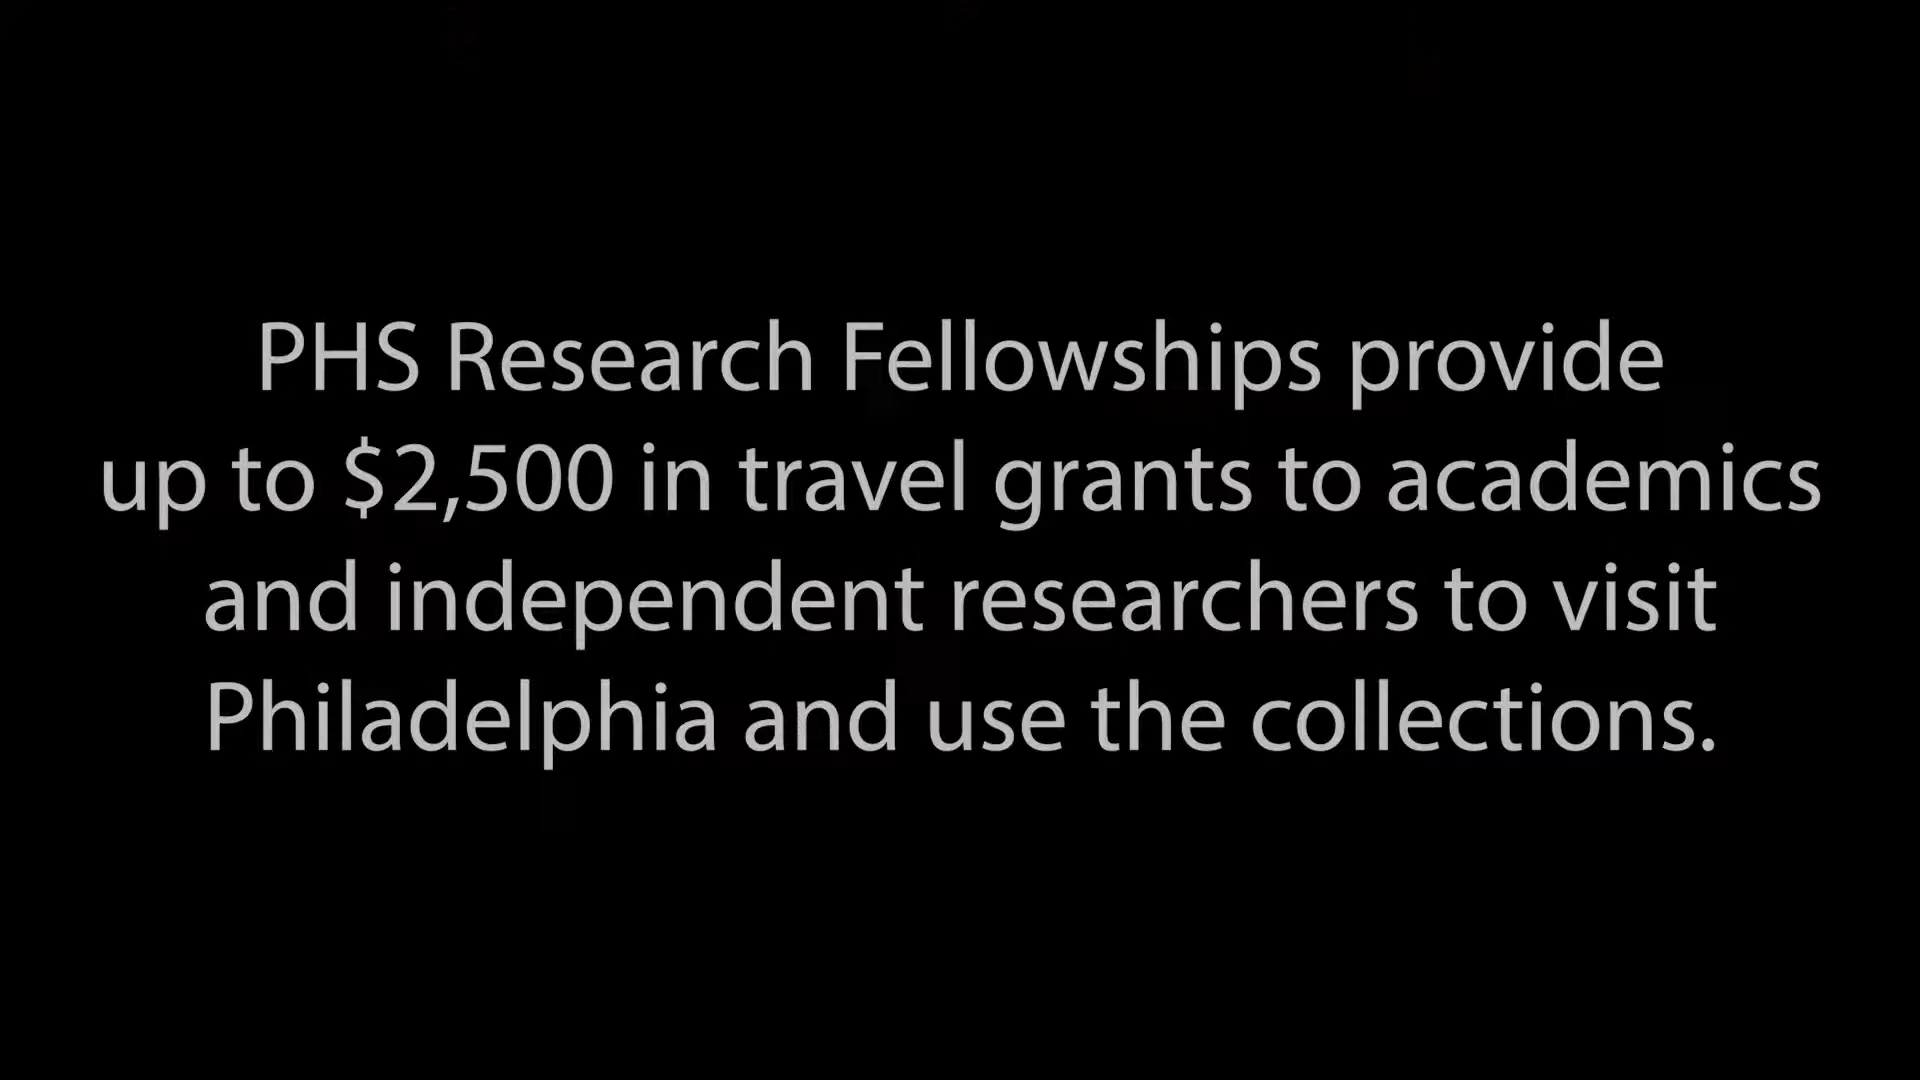 PHS Research Fellowships provide
up to $2,500 in travel grants to academics
and independent researchers to visit
Philadelphia and use the collections.